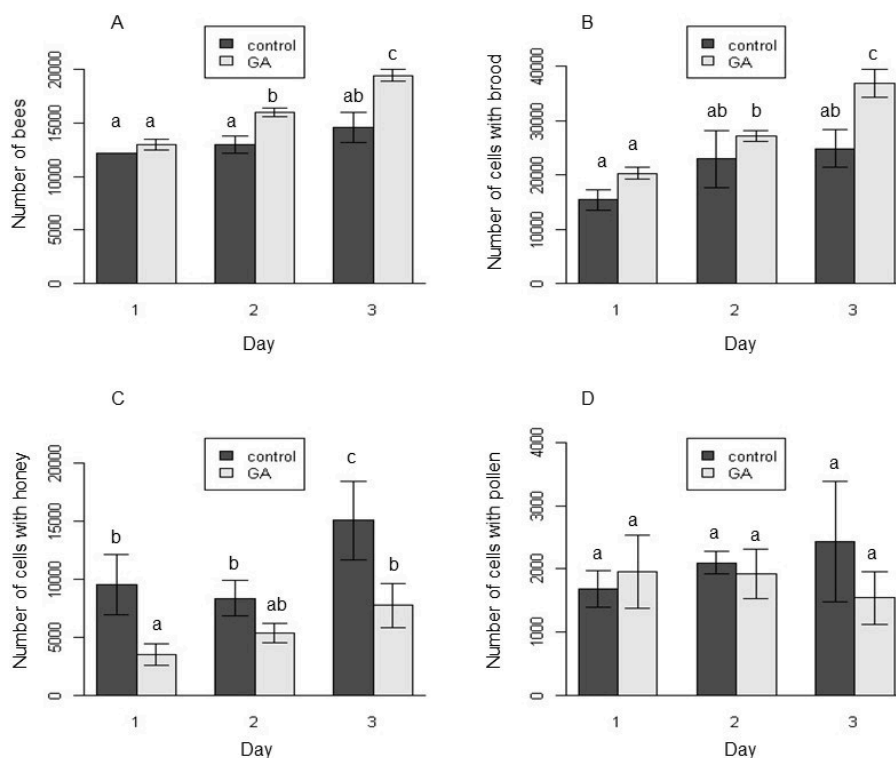 A
control
GA
Number of bees
0
5000
10000
15000
20000
a
a
a
b
ab
c
1
2
3
Day
B
control
GA
Number of cells with brood
0
10000
20000
30000
40000
a
a
ab
b
ab
c
1
2
3
Day
C
control
GA
Number of cells with honey
0
5000
10000
15000
20000
b
a
b
ab
c
b
1
2
3
Day
D
control
GA
Number of cells with pollen
0
1000
2000
3000
4000
a
a
a
a
a
a
1
2
3
Day